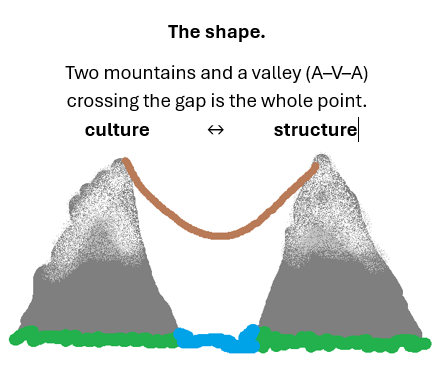 The shape.
Two mountains and a valley (A–V–A)
crossing the gap is the whole point.
culture ↔ structure